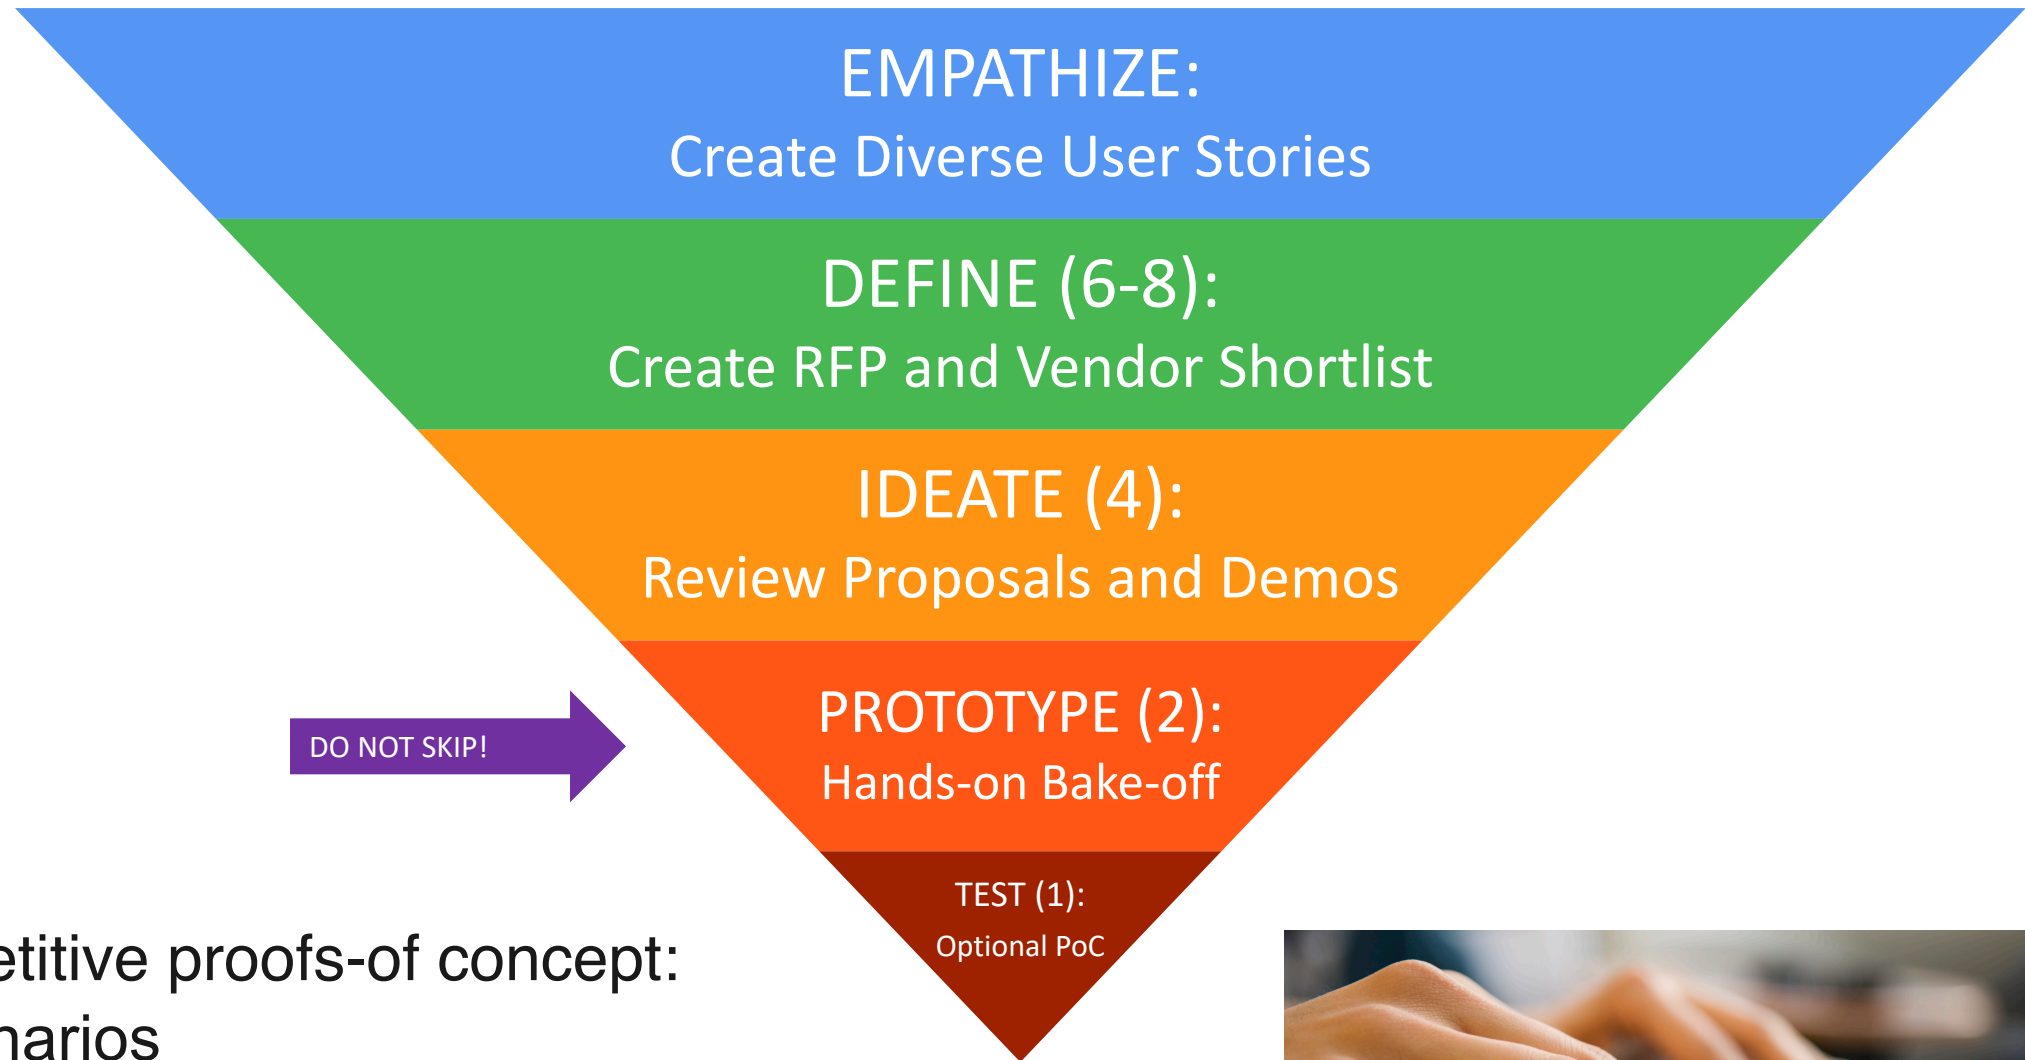 EMPATHIZE:
Create Diverse User Stories
DEFINE (6-8):
Create RFP and Vendor Shortlist
IDEATE (4):
Review Proposals and Demos
DO NOT SKIP!
PROTOTYPE (2):
Hands-on Bake-off
TEST (1):
Optional PoC
etitive proofs-of concept:
narios